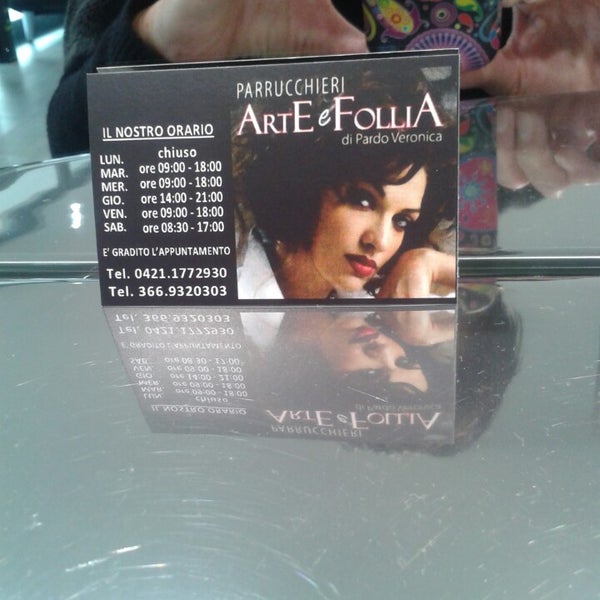 PARRUCCHIERI
ARTE e FOLLIA
di Pardo Veronica
IL NOSTRO ORARIO
LUN. chiuso
MAR. ore 09:00 - 18:00
MER. ore 09:00 - 18:00
GIO. ore 14:00 - 21:00
VEN. ore 09:00 - 18:00
SAB. ore 08:30 - 17:00
E' GRADITO L'APPUNTAMENTO
Tel. 0421.1772930
Tel. 366.9320303